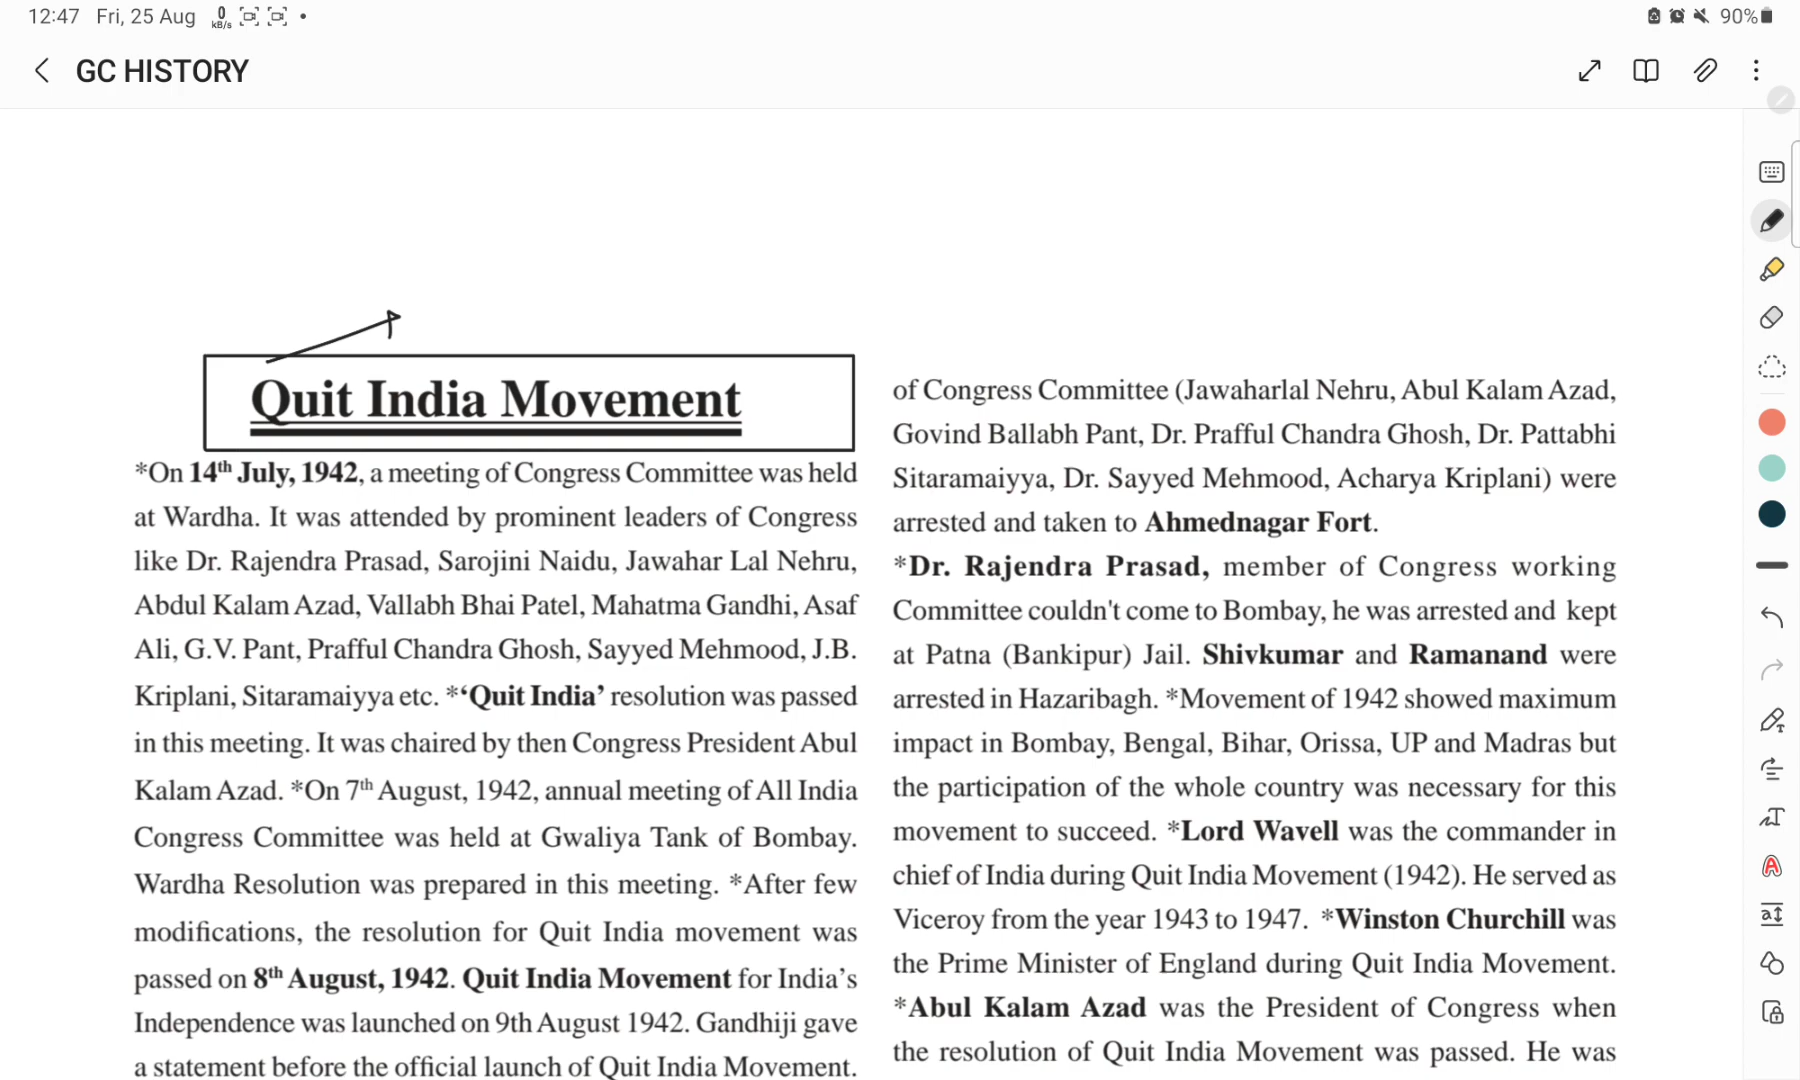 12:47 Fri, 25 Aug 0 kB/s 90%
GC HISTORY
Quit India Movement
*On 14th July, 1942, a meeting of Congress Committee was held
at Wardha. It was attended by prominent leaders of Congress
like Dr. Rajendra Prasad, Sarojini Naidu, Jawahar Lal Nehru,
Abdul Kalam Azad, Vallabh Bhai Patel, Mahatma Gandhi, Asaf
Ali, G.V. Pant, Prafful Chandra Ghosh, Sayyed Mehmood, J.B.
Kriplani, Sitaramaiyya etc. *‘Quit India’ resolution was passed
in this meeting. It was chaired by then Congress President Abul
Kalam Azad. *On 7th August, 1942, annual meeting of All India
Congress Committee was held at Gwaliya Tank of Bombay.
Wardha Resolution was prepared in this meeting. *After few
modifications, the resolution for Quit India movement was
passed on 8th August, 1942. Quit India Movement for India’s
Independence was launched on 9th August 1942. Gandhiji gave
a statement before the official launch of Quit India Movement.
of Congress Committee (Jawaharlal Nehru, Abul Kalam Azad,
Govind Ballabh Pant, Dr. Prafful Chandra Ghosh, Dr. Pattabhi
Sitaramaiyya, Dr. Sayyed Mehmood, Acharya Kriplani) were
arrested and taken to Ahmednagar Fort.
*Dr. Rajendra Prasad, member of Congress working
Committee couldn't come to Bombay, he was arrested and kept
at Patna (Bankipur) Jail. Shivkumar and Ramanand were
arrested in Hazaribagh. *Movement of 1942 showed maximum
impact in Bombay, Bengal, Bihar, Orissa, UP and Madras but
the participation of the whole country was necessary for this
movement to succeed. *Lord Wavell was the commander in
chief of India during Quit India Movement (1942). He served as
Viceroy from the year 1943 to 1947. *Winston Churchill was
the Prime Minister of England during Quit India Movement.
*Abul Kalam Azad was the President of Congress when
the resolution of Quit India Movement was passed. He was